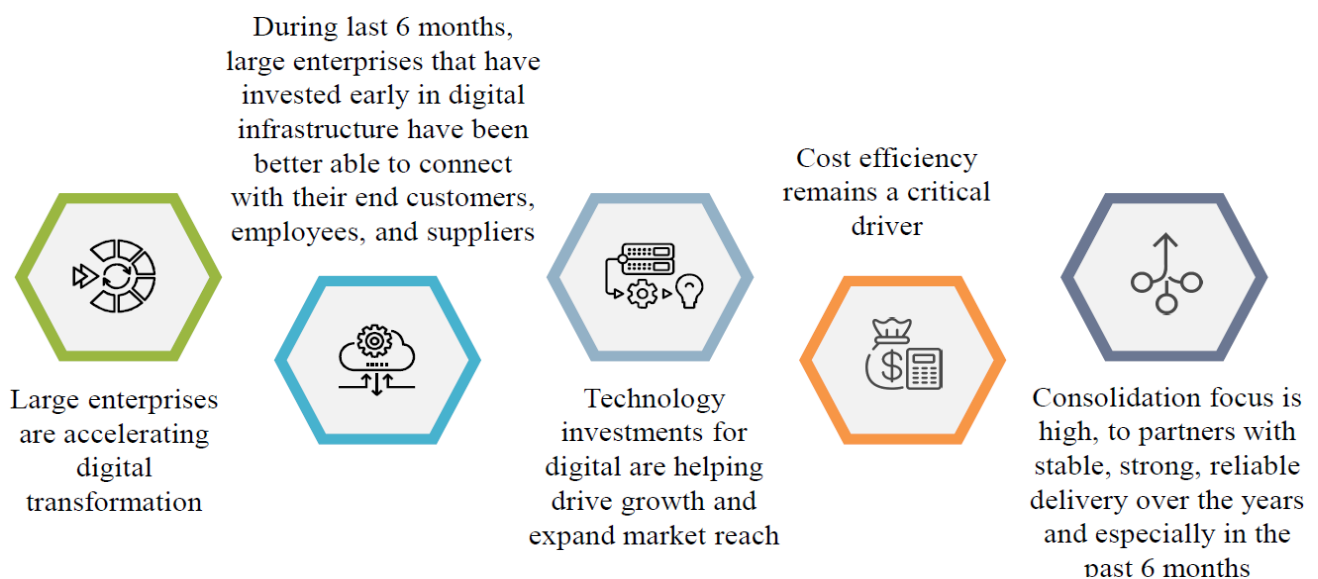 Large enterprises
are accelerating
digital
transformation
During last 6 months,
large enterprises that have
invested early in digital
infrastructure have been
better able to connect
with their end customers,
employees, and suppliers
Technology
investments for
digital are helping
drive growth and
expand market reach
Cost efficiency
remains a critical
driver
Consolidation focus is
high, to partners with
stable, strong, reliable
delivery over the years
and especially in the
past 6 months